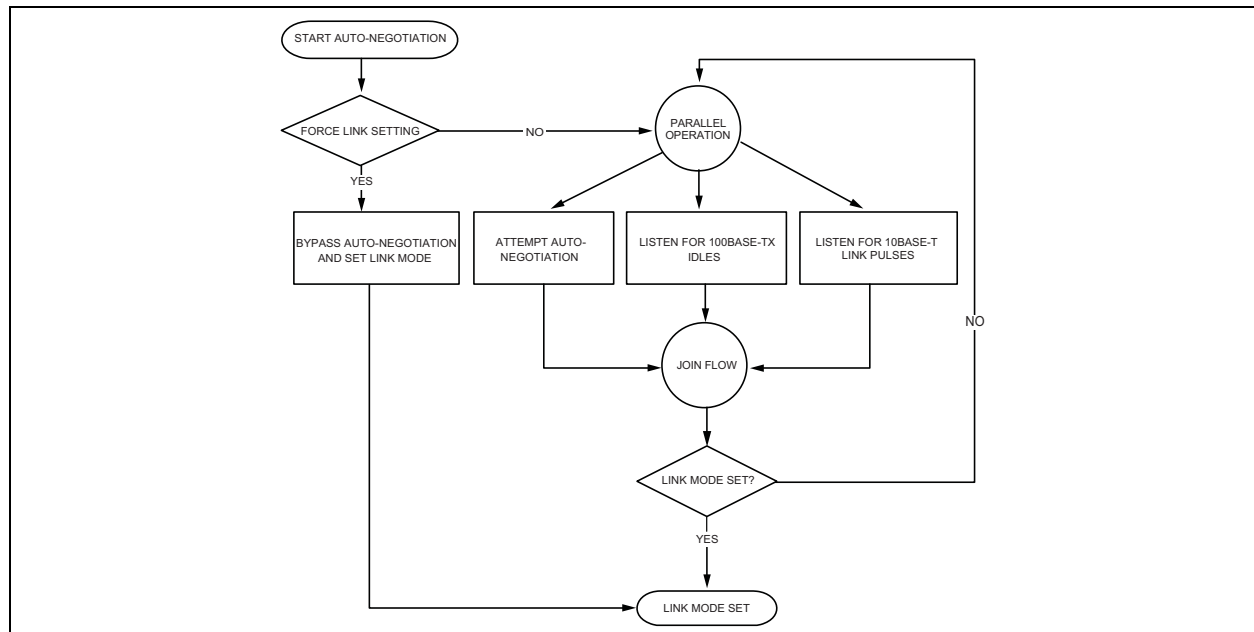 START AUTO-NEGOTIATION
FORCE LINK SETTING
NO
PARALLEL
OPERATION
YES
BYPASS AUTO-NEGOTIATION
AND SET LINK MODE
ATTEMPT AUTO-
NEGOTIATION
LISTEN FOR 100BASE-TX
IDLES
LISTEN FOR 10BASE-T
LINK PULSES
NO
JOIN FLOW
LINK MODE SET?
YES
LINK MODE SET